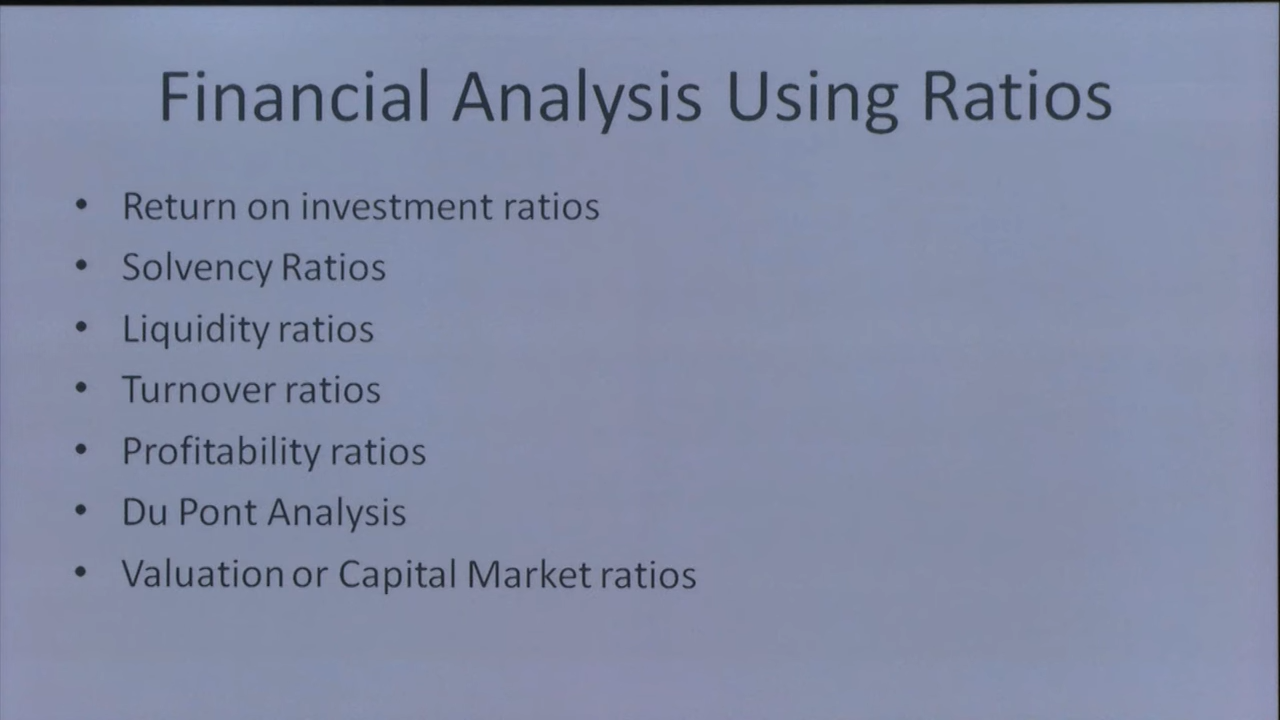 Financial Analysis Using Ratios
• Return on investment ratios
• Solvency Ratios
• Liquidity ratios
• Turnover ratios
• Profitability ratios
• Du Pont Analysis
• Valuation or Capital Market ratios